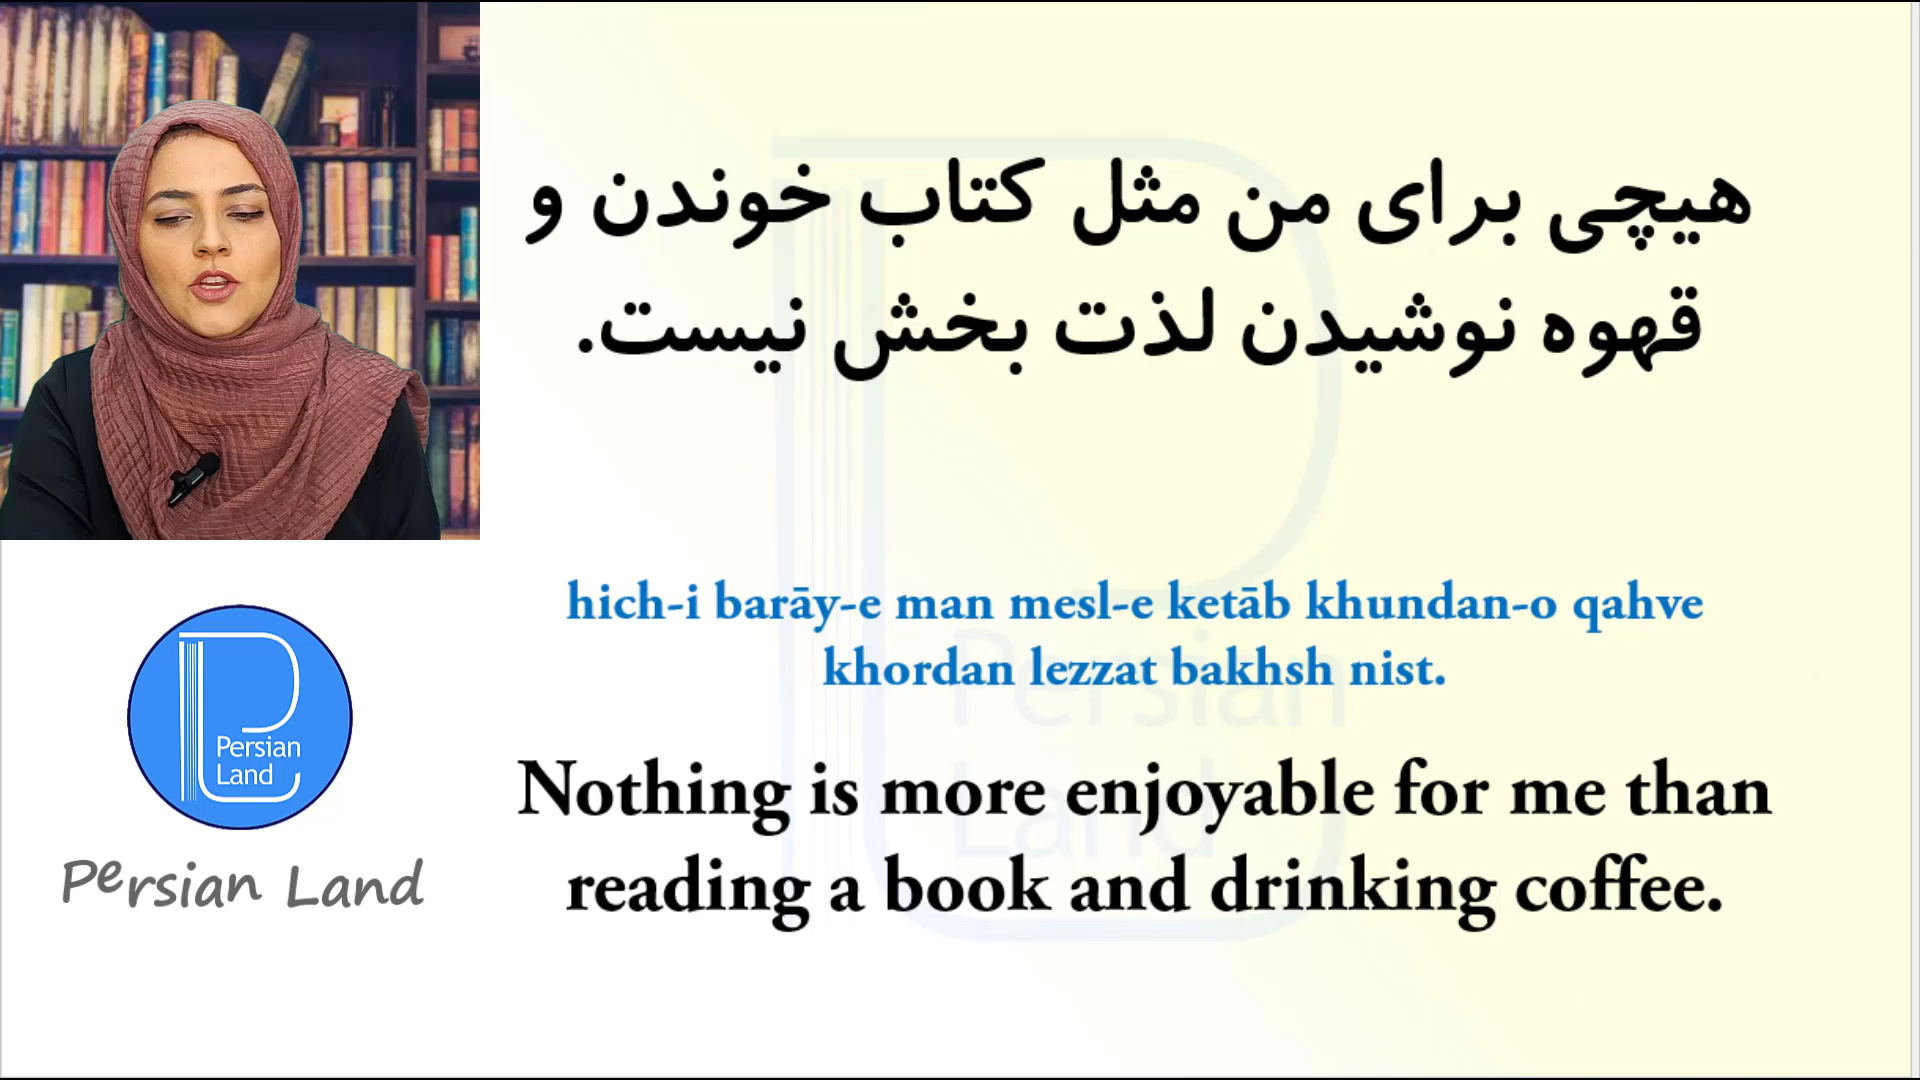 هیچی برای من مثل کتاب خوندن و
قهوه نوشیدن لذت بخش نیست.
hich-i barāy-e man mesl-e ketāb khundan-o qahve
khordan lezzat bakhsh nist.
Nothing is more enjoyable for me than
reading a book and drinking coffee.
Persian
Land
Persian Land
Persian
Land